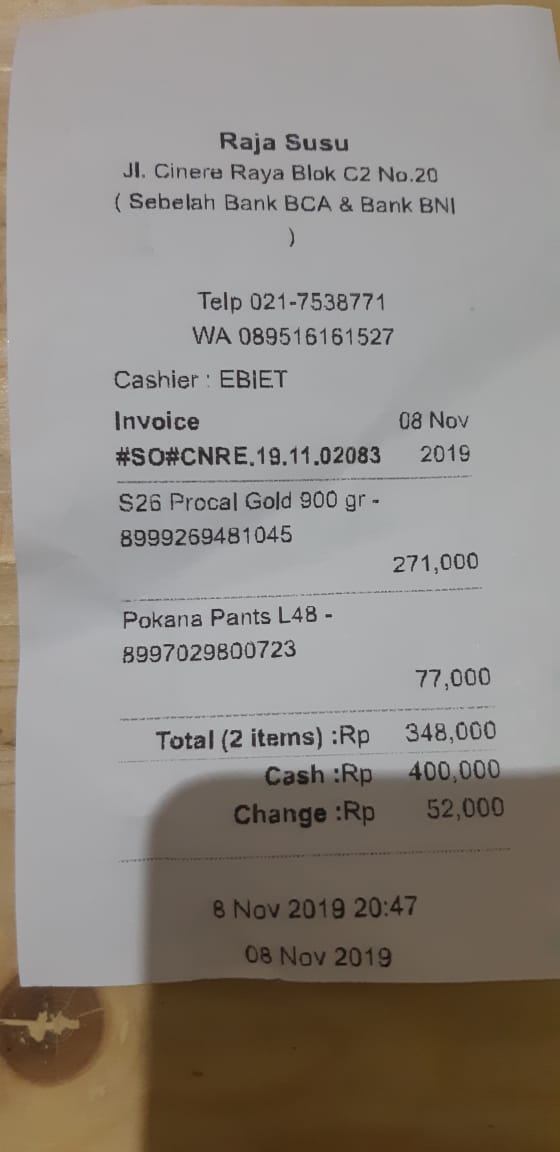 Raja Susu
Jl. Cinere Raya Blok C2 No.20
( Sebelah Bank BCA & Bank BNI
)
Telp 021-7538771
WA 089516161527
Cashier : EBIET
Invoice 08 Nov
#SO#CNRE.19.11.02083 2019
S26 Procal Gold 900 gr -
8999269481045
271,000
Pokana Pants L48 -
8997029800723
77,000
Total (2 items) :Rp 348,000
Cash :Rp 400,000
Change :Rp 52,000
8 Nov 2019 20:47
08 Nov 2019